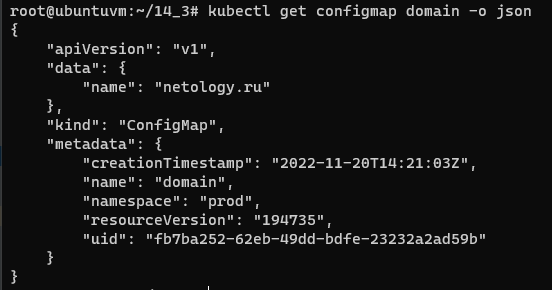 root@ubuntuvm:~/14_3# kubectl get configmap domain -o json
{
    "apiVersion": "v1",
    "data": {
        "name": "netology.ru"
    },
    "kind": "ConfigMap",
    "metadata": {
        "creationTimestamp": "2022-11-20T14:21:03Z",
        "name": "domain",
        "namespace": "prod",
        "resourceVersion": "194735",
        "uid": "fb7ba252-62eb-49dd-bdfe-23232a2ad59b"
    }
}